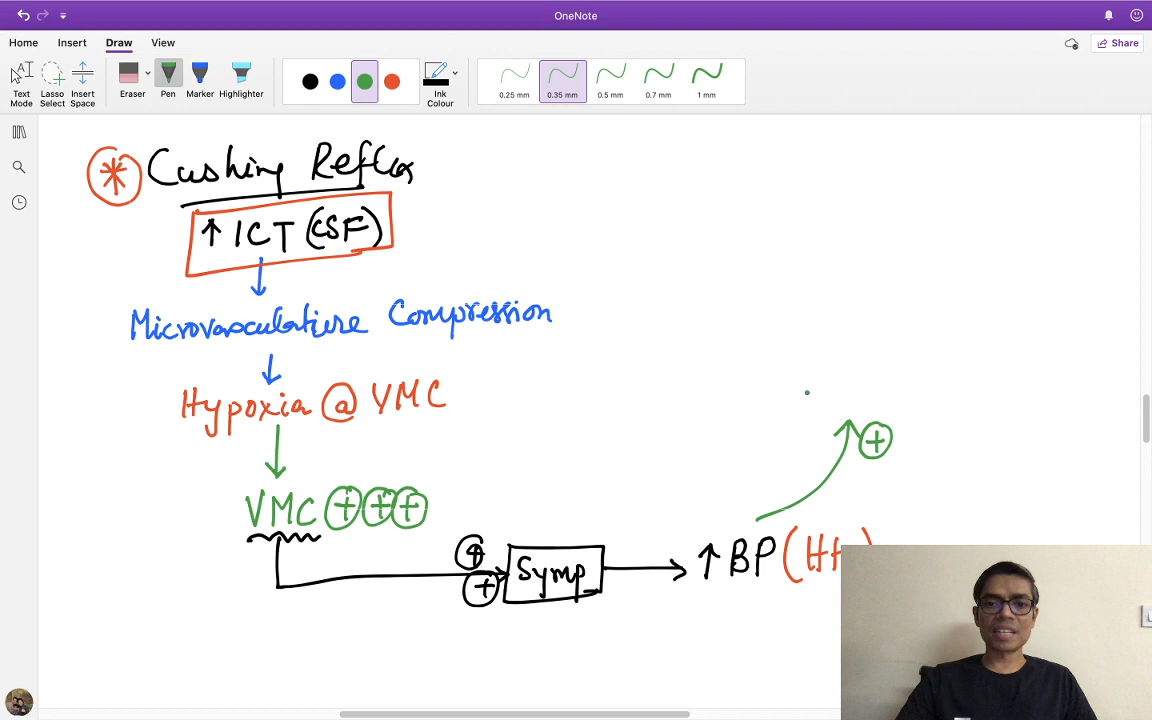 OneNote
Home Insert Draw View
Share
Text Mode
Lasso Select
Insert Space
Eraser
Pen
Marker
Highlighter
Ink Colour
0.25 mm
0.35 mm
0.5 mm
0.7 mm
1 mm
* Cushing Reflex
↑ ICT (CSF)
↓
Microvasculature Compression
↓
Hypoxia @ VMC
↓
VMC + + +
+
+
Symp → ↑ BP (
+